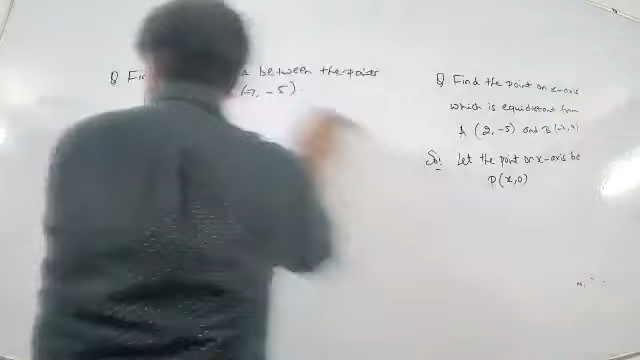 Q Fin
between the points
(-7, -5).
Q Find the point on x-axis
which is equidistant from
A (2, -5) and B (-2, 9)
Sol Let the point on x-axis be
P(x,0)